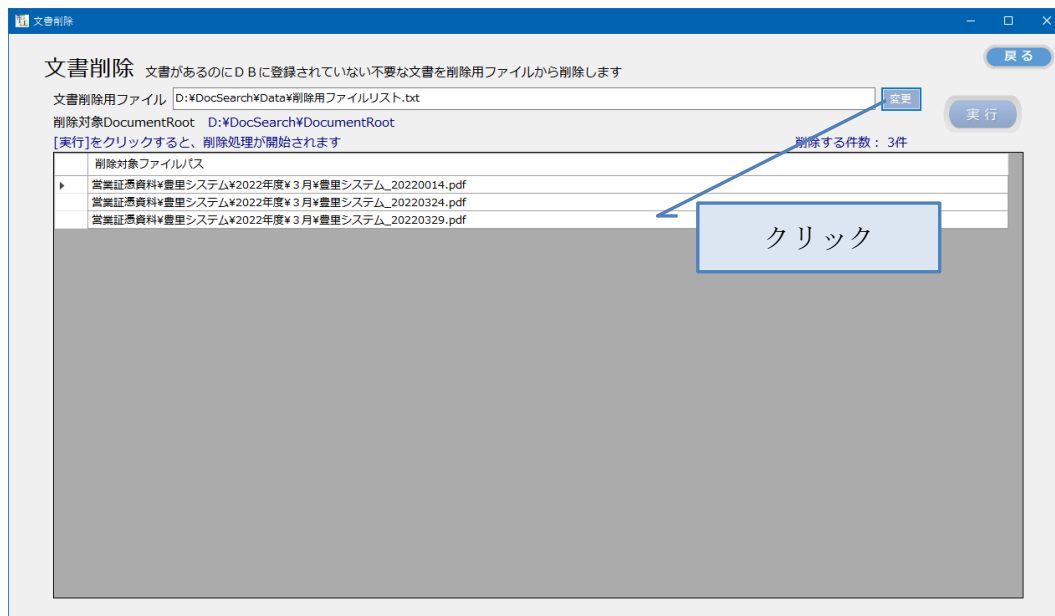 文書削除
戻る
文書削除 文書があるのにＤＢに登録されていない不要な文書を削除用ファイルから削除します
文書削除用ファイル D:¥DocSearch¥Data¥削除用ファイルリスト.txt 変更
実行
削除対象DocumentRoot D:¥DocSearch¥DocumentRoot
[実行]をクリックすると、削除処理が開始されます 削除する件数： 3件
削除対象ファイルパス
営業証憑資料¥豊里システム¥2022年度¥３月¥豊里システム_20220014.pdf
営業証憑資料¥豊里システム¥2022年度¥３月¥豊里システム_20220324.pdf
営業証憑資料¥豊里システム¥2022年度¥３月¥豊里システム_20220329.pdf
クリック